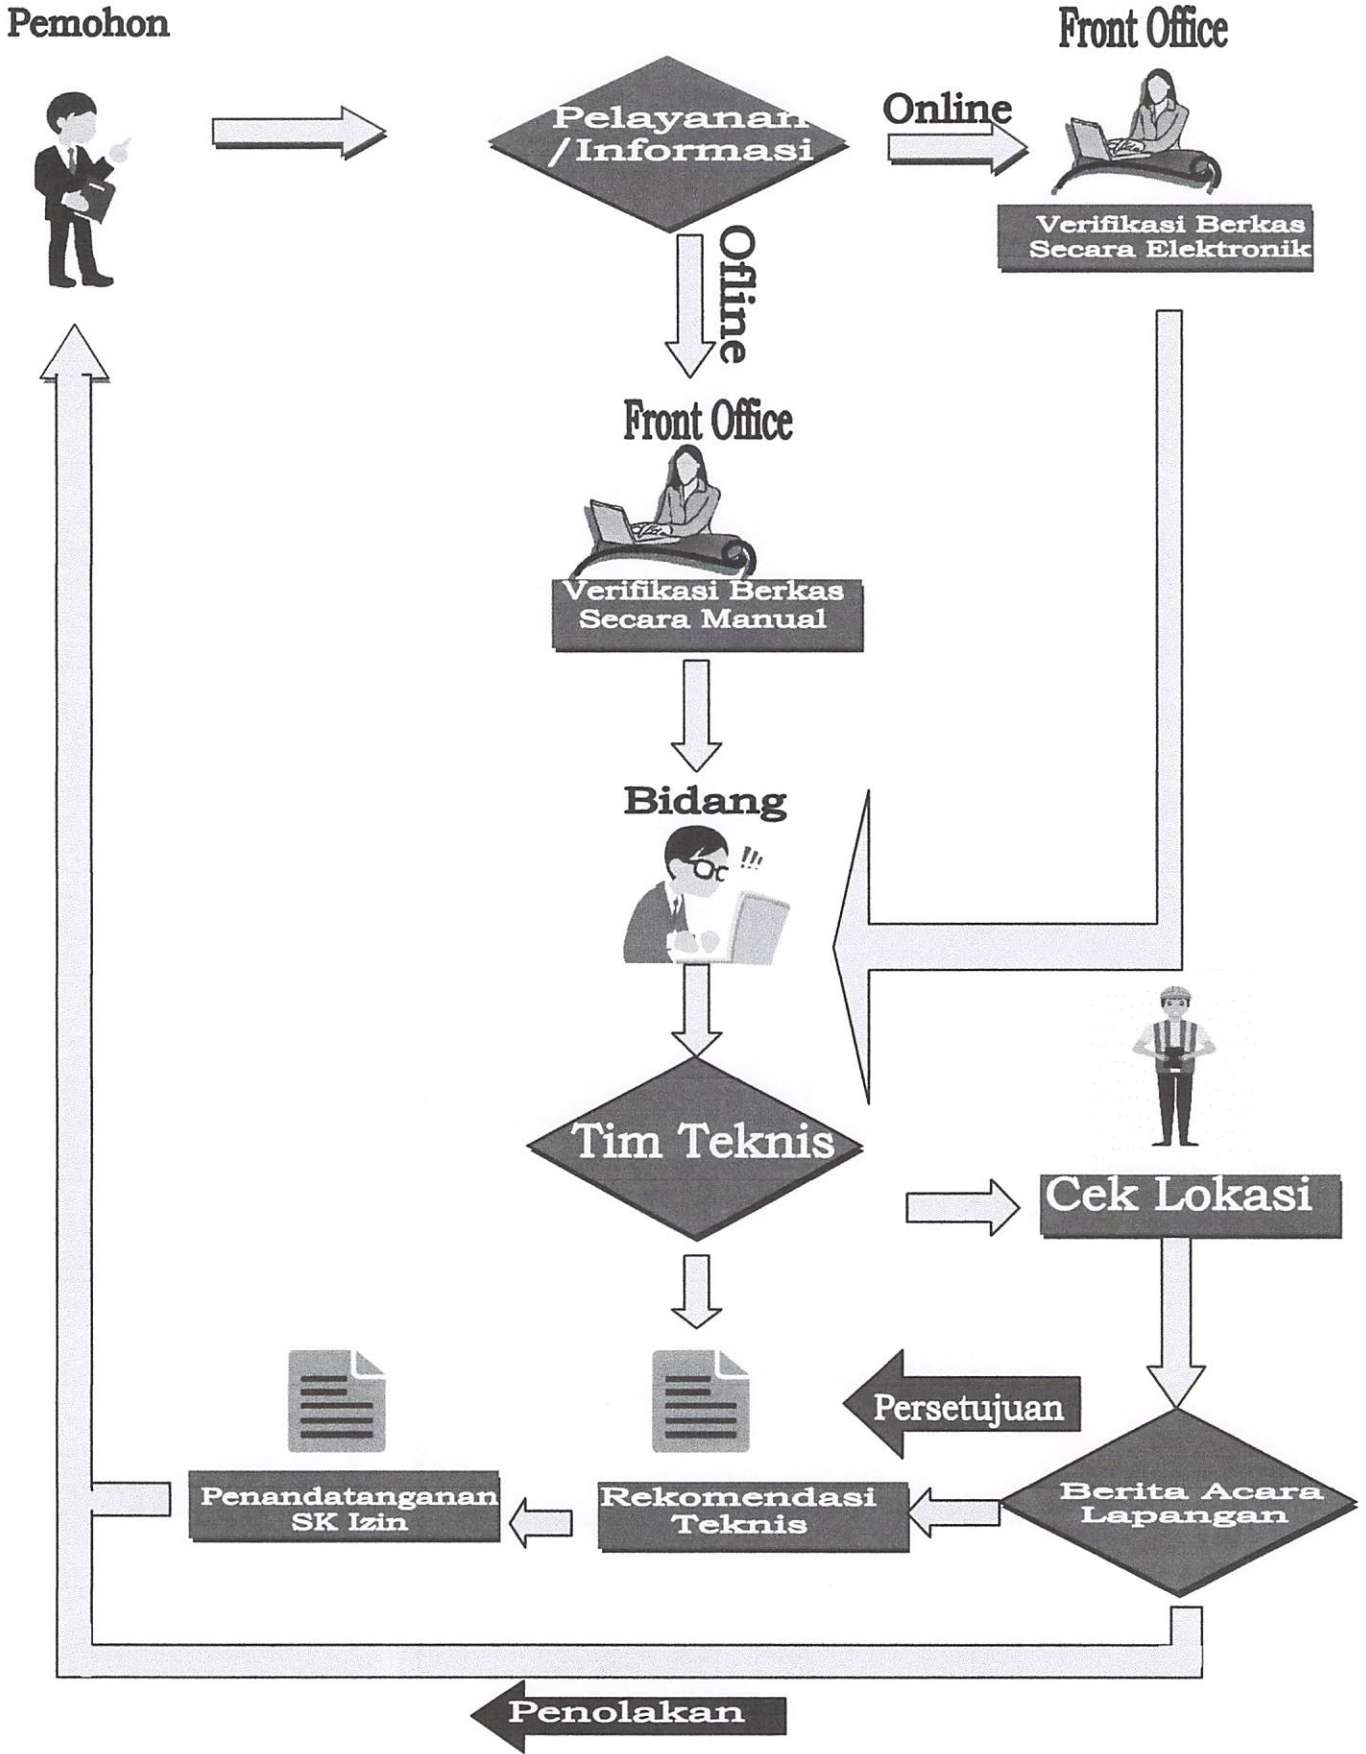 Pemohon
Front Office
Pelayanan
/Informasi
Online
Verifikasi Berkas
Secara Elektronik
Ofline
Front Office
Verifikasi Berkas
Secara Manual
Bidang
!!!
Tim Teknis
Cek Lokasi
Persetujuan
Berita Acara
Lapangan
Rekomendasi
Teknis
Penandatanganan
SK Izin
Penolakan